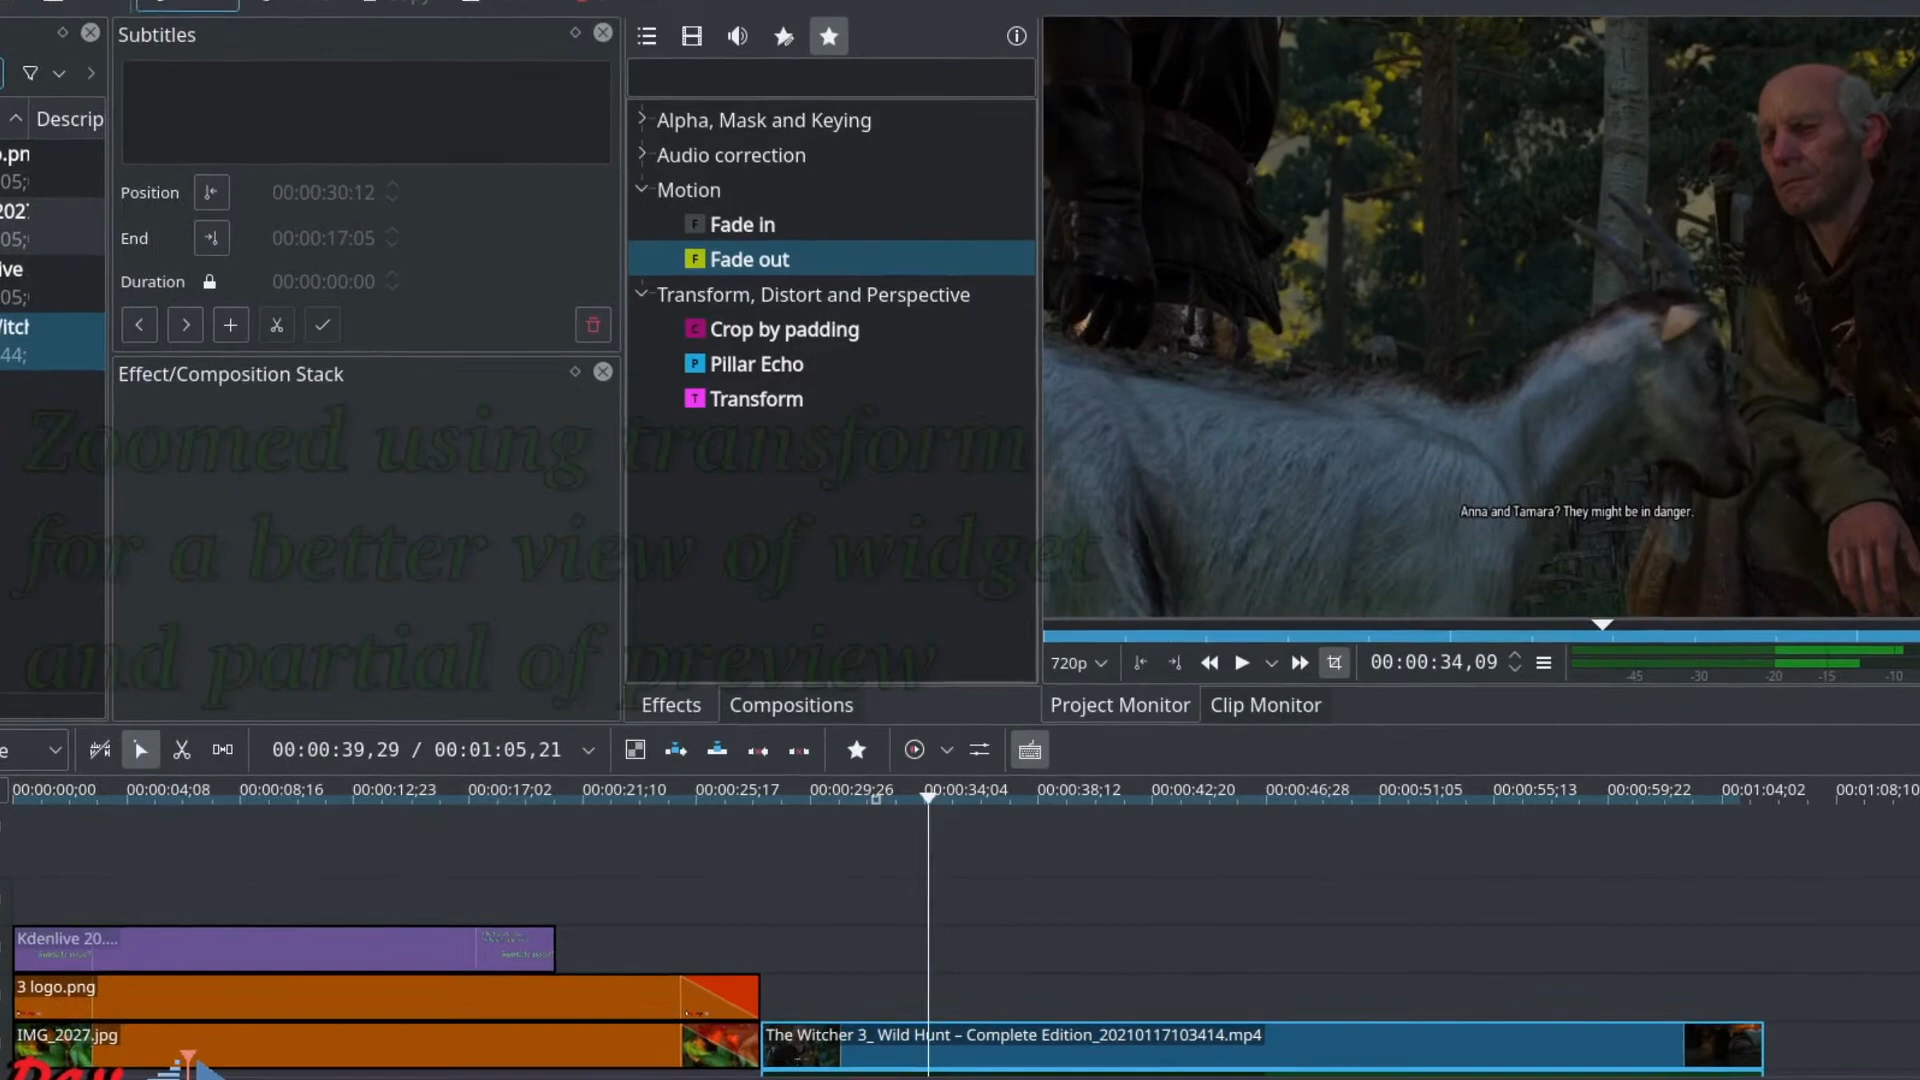 Subtitles
Descrip
Position 00:00:30:12
End 00:00:17:05
Duration 00:00:00:00
Effect/Composition Stack
Alpha, Mask and Keying
Audio correction
Motion
F Fade in
F Fade out
Transform, Distort and Perspective
C Crop by padding
P Pillar Echo
T Transform
Zoomed using transform
for a better view of widget
and partial of preview
Anna and Tamara? They might be in danger.
720p 00:00:34,09
-45 -30 -20 -15 -10
Effects Compositions
Project Monitor Clip Monitor
00:00:39,29 / 00:01:05,21
00:00:00;00 00:00:04;08 00:00:08;16 00:00:12;23 00:00:17;02 00:00:21;10 00:00:25;17 00:00:29;26 00:00:34;04 00:00:38;12 00:00:42;20 00:00:46;28 00:00:51;05 00:00:55;13 00:00:59;22 00:01:04;02 00:01:08;10
Kdenlive 20....
3 logo.png
IMG_2027.jpg
The Witcher 3_ Wild Hunt – Complete Edition_20210117103414.mp4